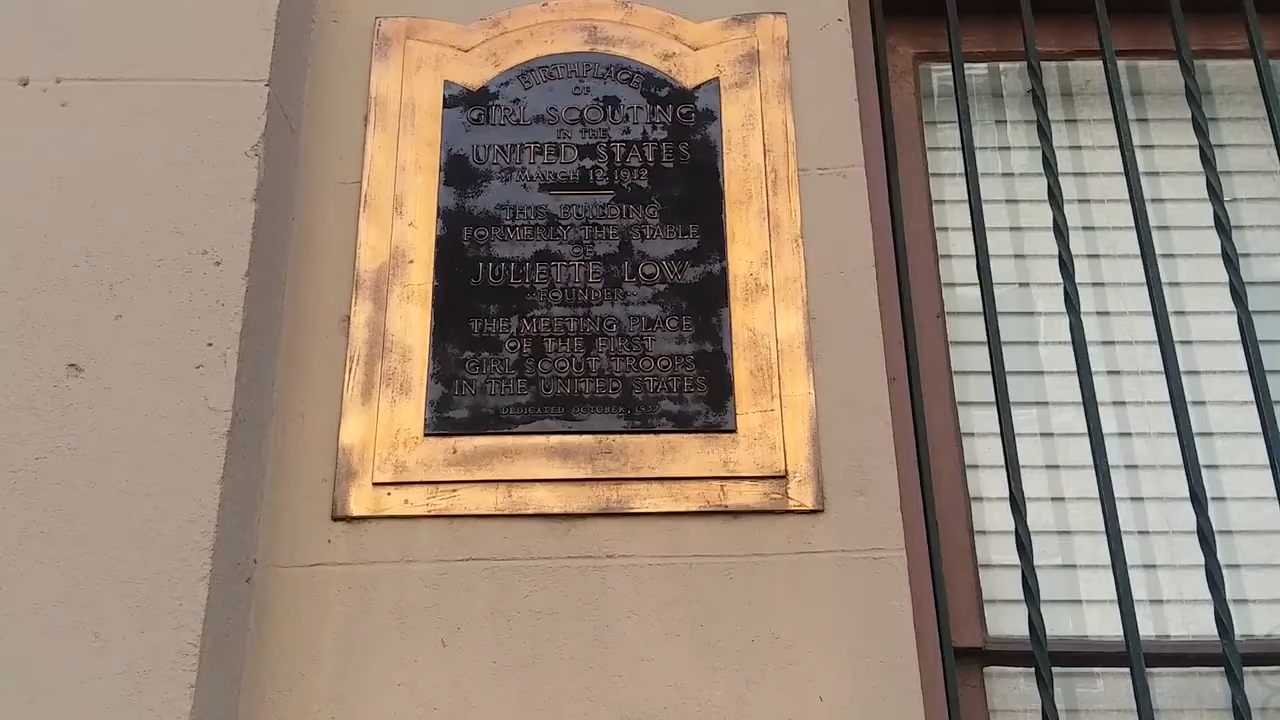 BIRTHPLACE
OF
GIRL SCOUTING
IN THE
UNITED STATES
MARCH 12, 1912
THIS BUILDING
FORMERLY THE STABLE
OF
JULIETTE LOW
FOUNDER
THE MEETING PLACE
OF THE FIRST
GIRL SCOUT TROOPS
IN THE UNITED STATES
DEDICATED OCTOBER,